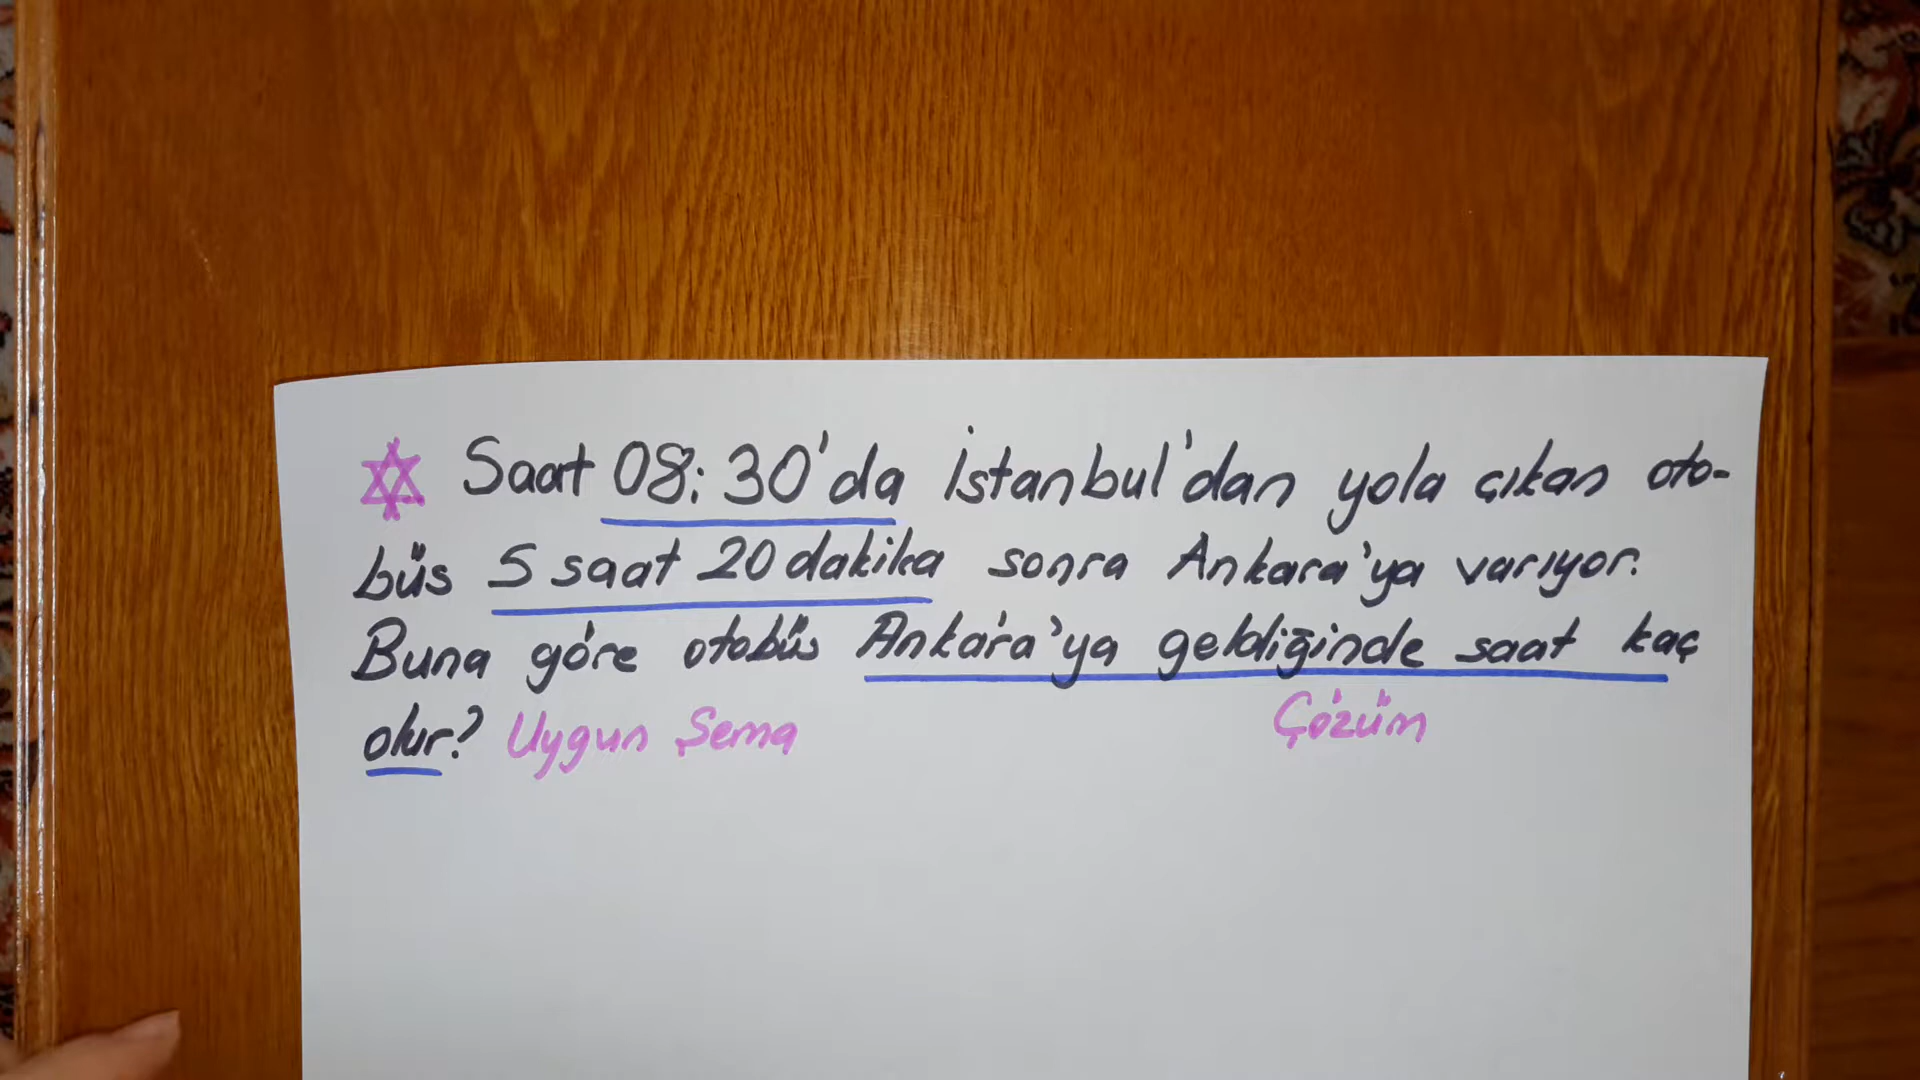 Saat 08:30'da İstanbul'dan yola çıkan oto-
büs 5 saat 20 dakika sonra Ankara'ya varıyor.
Buna göre otobüs Ankara'ya geldiğinde saat kaç
olur? Uygun Şema Çözüm